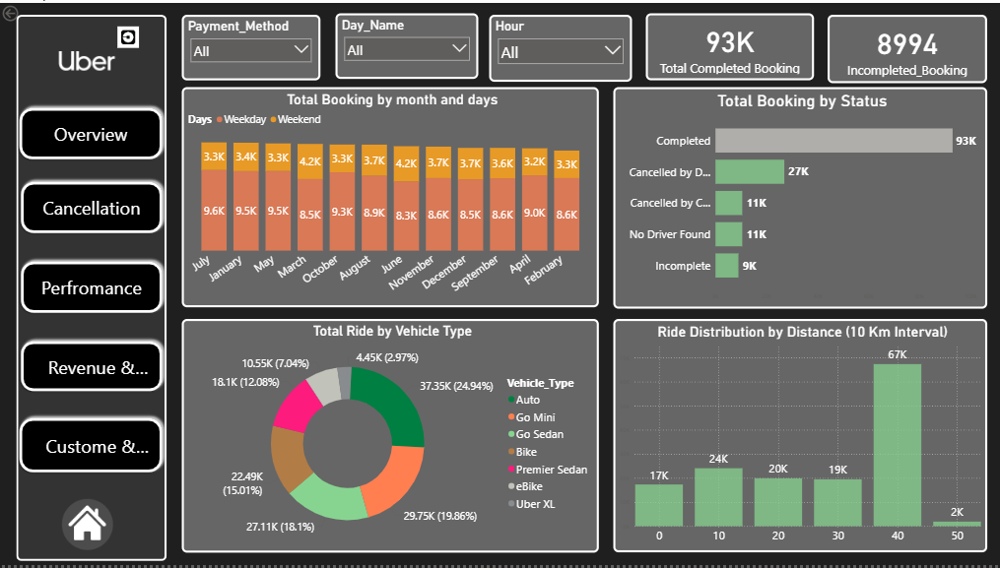 Uber
Overview
Cancellation
Perfromance
Revenue &...
Custome &...
Payment_Method
All
Day_Name
All
Hour
All
93K
Total Completed Booking
8994
Incompleted_Booking
Total Booking by month and days
Days Weekday Weekend
3.3K 3.4K 3.3K 4.2K 3.3K 3.7K 4.2K 3.7K 3.7K 3.6K 3.2K 3.3K
9.6K 9.5K 9.5K 8.5K 9.3K 8.9K 8.3K 8.6K 8.5K 8.6K 9.0K 8.6K
July January May March October August June November December September April February
Total Booking by Status
Completed 93K
Cancelled by D... 27K
Cancelled by C... 11K
No Driver Found 11K
Incomplete 9K
Total Ride by Vehicle Type
4.45K (2.97%)
10.55K (7.04%)
18.1K (12.08%)
37.35K (24.94%)
22.49K
(15.01%)
27.11K (18.1%)
29.75K (19.86%)
Vehicle_Type
Auto
Go Mini
Go Sedan
Bike
Premier Sedan
eBike
Uber XL
Ride Distribution by Distance (10 Km Interval)
17K 24K 20K 19K 67K 2K
0 10 20 30 40 50